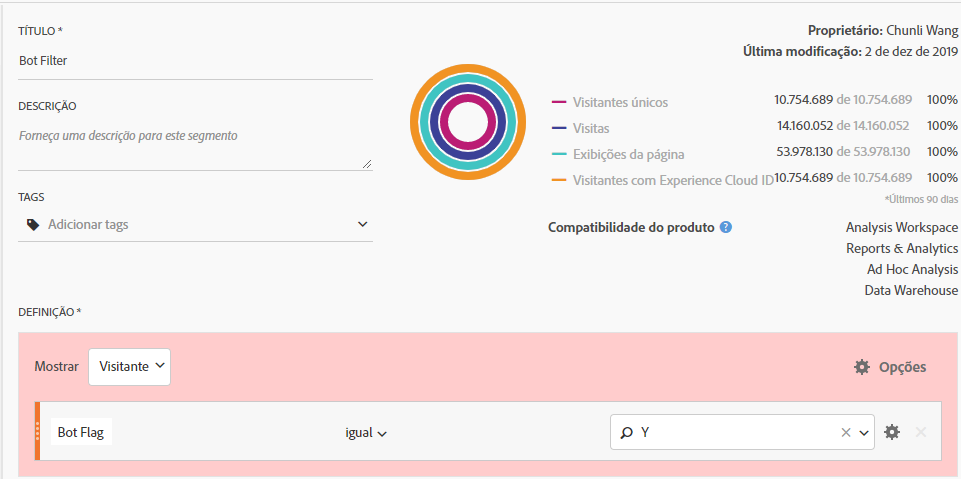 TÍTULO *
Bot Filter
DESCRIÇÃO
Forneça uma descrição para este segmento
TAGS
Adicionar tags
Proprietário: Chunli Wang
Última modificação: 2 de dez de 2019
Visitantes únicos 10.754.689 de 10.754.689 100%
Visitas 14.160.052 de 14.160.052 100%
Exibições da página 53.978.130 de 53.978.130 100%
Visitantes com Experience Cloud ID 10.754.689 de 10.754.689 100%
*Últimos 90 dias
Compatibilidade do produto ? Analysis Workspace
Reports & Analytics
Ad Hoc Analysis
Data Warehouse
DEFINIÇÃO *
Mostrar Visitante Opções
Bot Flag igual Y